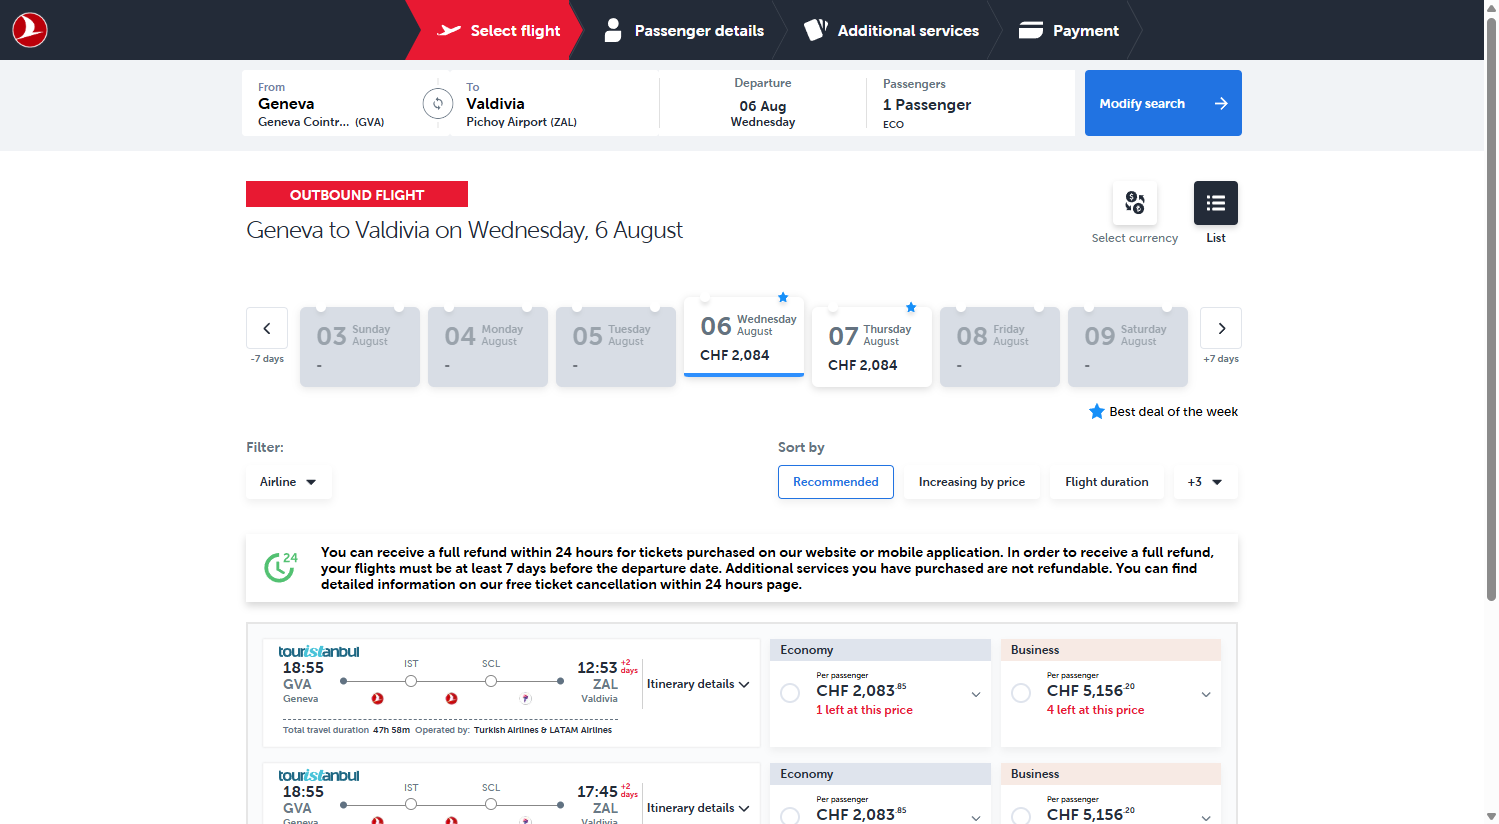 Select flight
Passenger details
Additional services
Payment
From
Geneva
Geneva Cointr... (GVA)
To
Valdivia
Pichoy Airport (ZAL)
Departure
06 Aug
Wednesday
Passengers
1 Passenger
ECO
Modify search
OUTBOUND FLIGHT
Geneva to Valdivia on Wednesday, 6 August
Select currency
List
-7 days
03 Sunday August
-
04 Monday August
-
05 Tuesday August
-
06 Wednesday August
CHF 2,084
07 Thursday August
CHF 2,084
08 Friday August
-
09 Saturday August
-
+7 days
Best deal of the week
Filter:
Airline
Sort by
Recommended
Increasing by price
Flight duration
+3
24
You can receive a full refund within 24 hours for tickets purchased on our website or mobile application. In order to receive a full refund,
your flights must be at least 7 days before the departure date. Additional services you have purchased are not refundable. You can find
detailed information on our free ticket cancellation within 24 hours page.
touristanbul
18:55
GVA
Geneva
IST
SCL
12:53 +2 days
ZAL
Valdivia
Itinerary details
Total travel duration 47h 58m Operated by: Turkish Airlines & LATAM Airlines
Economy
Per passenger
CHF 2,083.85
1 left at this price
Business
Per passenger
CHF 5,156.20
4 left at this price
touristanbul
18:55
GVA
Geneva
IST
SCL
17:45 +2 days
ZAL
Valdivia
Itinerary details
Economy
Per passenger
CHF 2,083.85
Business
Per passenger
CHF 5,156.20